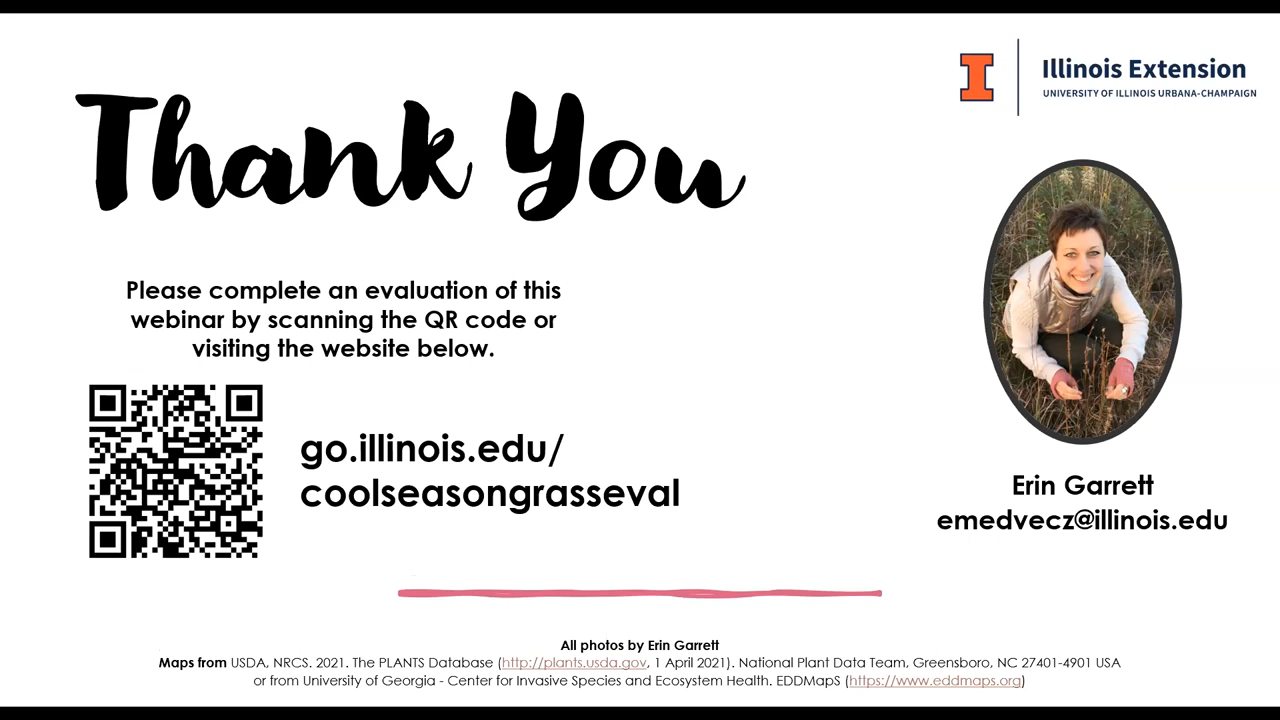 Illinois Extension
UNIVERSITY OF ILLINOIS URBANA-CHAMPAIGN
Thank You
Please complete an evaluation of this
webinar by scanning the QR code or
visiting the website below.
go.illinois.edu/
coolseasongrasseval
Erin Garrett
emedvecz@illinois.edu
All photos by Erin Garrett
Maps from USDA, NRCS. 2021. The PLANTS Database (http://plants.usda.gov, 1 April 2021). National Plant Data Team, Greensboro, NC 27401-4901 USA
or from University of Georgia - Center for Invasive Species and Ecosystem Health. EDDMapS (https://www.eddmaps.org)